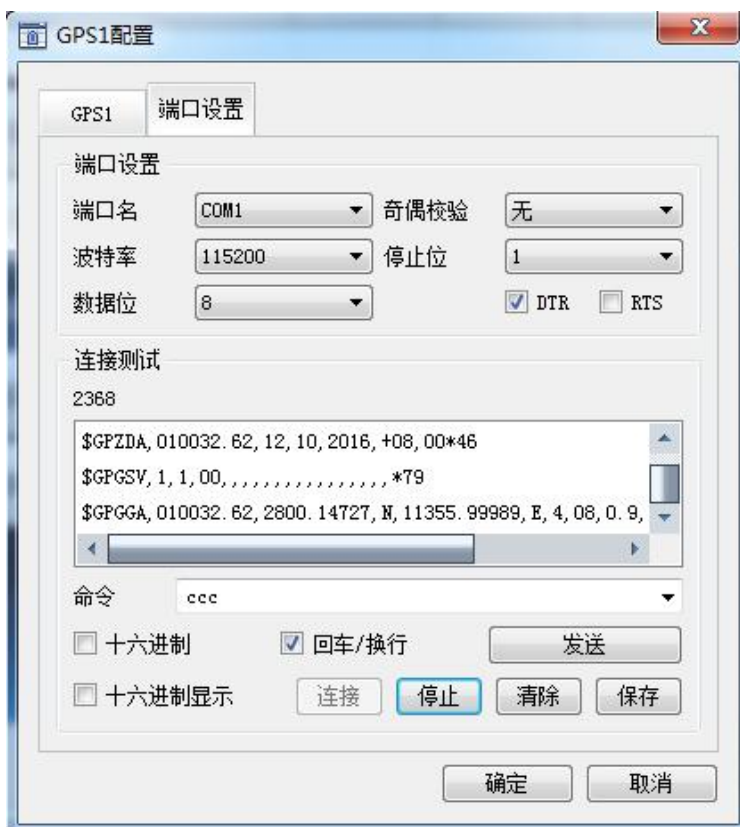 GPS1配置
GPS1 端口设置
端口设置
端口名 COM1 奇偶校验 无
波特率 115200 停止位 1
数据位 8 DTR RTS
连接测试
2368
$GPZDA,010032.62,12,10,2016,+08,00*46
$GPGSV,1,1,00,,,,,,,,,,,,,,,,*79
$GPGGA,010032.62,2800.14727,N,11355.99989,E,4,08,0.9,
命令 ccc
十六进制 回车/换行 发送
十六进制显示 连接 停止 清除 保存
确定 取消